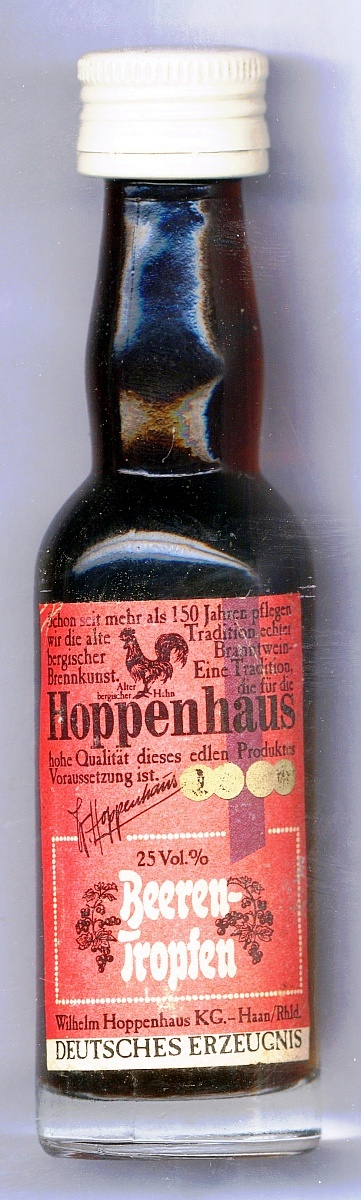 Schon seit mehr als 150 Jahren pflegen
wir die alte Tradition echter
bergischer Branntwein-
Brennkunst. Eine Tradition,
die für die
Alter
bergischer Hahn
Hoppenhaus
hohe Qualität dieses edlen Produktes
Voraussetzung ist.
W. Hoppenhaus
25 Vol.%
Beeren-
Tropfen
Wilhelm Hoppenhaus KG.-Haan/Rhld.
DEUTSCHES ERZEUGNIS